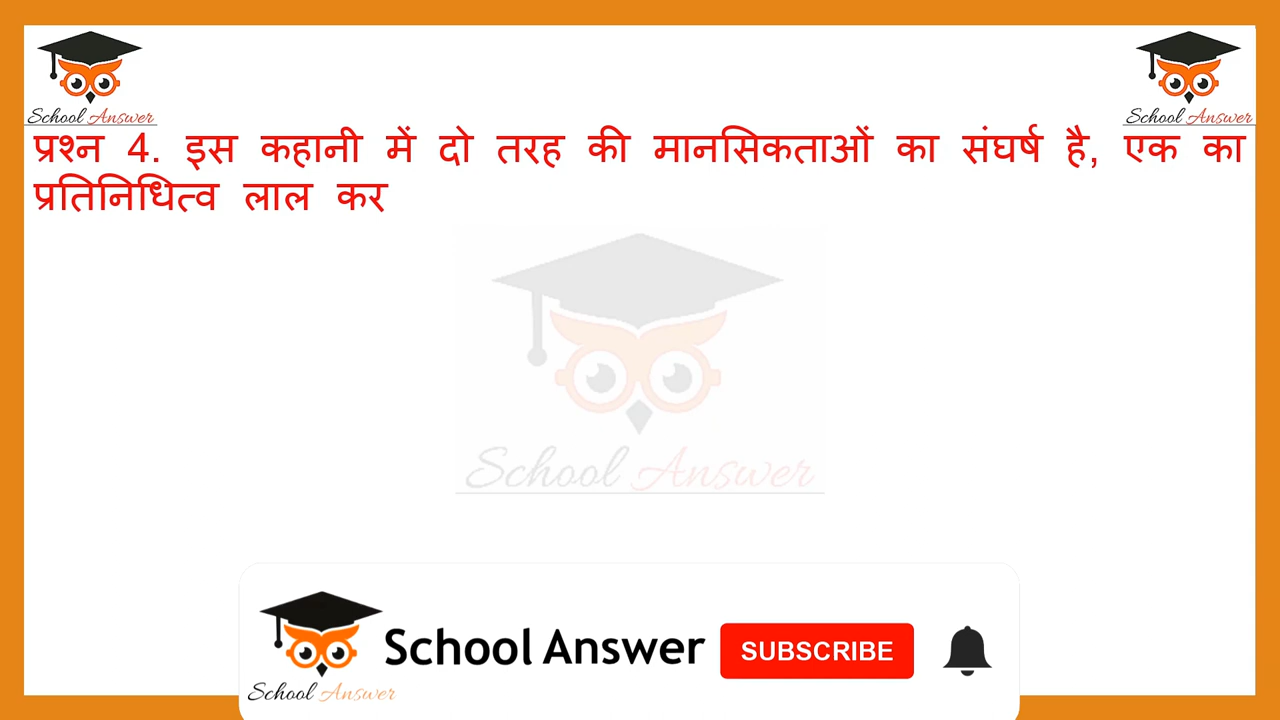 School Answer
School Answer
प्रश्न 4. इस कहानी में दो तरह की मानसिकताओं का संघर्ष है, एक का
प्रतिनिधित्व लाल कर
School Answer
School Answer
SUBSCRIBE
School Answer